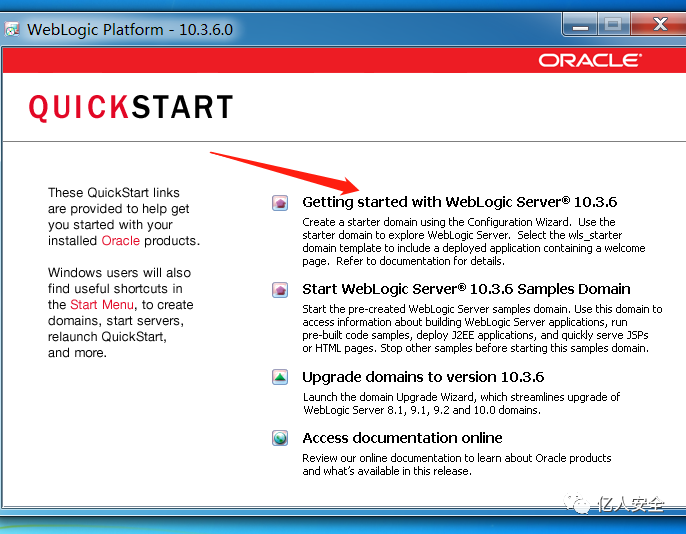 WebLogic Platform - 10.3.6.0
ORACLE®
QUICKSTART
These QuickStart links
are provided to help get
you started with your
installed Oracle products.
Windows users will also
find useful shortcuts in
the Start Menu, to create
domains, start servers,
relaunch QuickStart,
and more.
Getting started with WebLogic Server® 10.3.6
Create a starter domain using the Configuration Wizard.  Use the
starter domain to explore WebLogic Server.  Select the wls_starter
domain template to include a deployed application containing a welcome
page.  Refer to documentation for details.
Start WebLogic Server® 10.3.6 Samples Domain
Start the pre-created WebLogic Server samples domain. Use this domain to
access information about building WebLogic Server applications, run
pre-built code samples, deploy J2EE applications, and quickly serve JSPs
or HTML pages. Stop other samples before starting this samples domain.
Upgrade domains to version 10.3.6
Launch the domain Upgrade Wizard, which streamlines upgrade of
WebLogic Server 8.1, 9.1, 9.2 and 10.0 domains.
Access documentation online
Review our online documentation to learn about Oracle products
and what's available in this release.
亿人安全